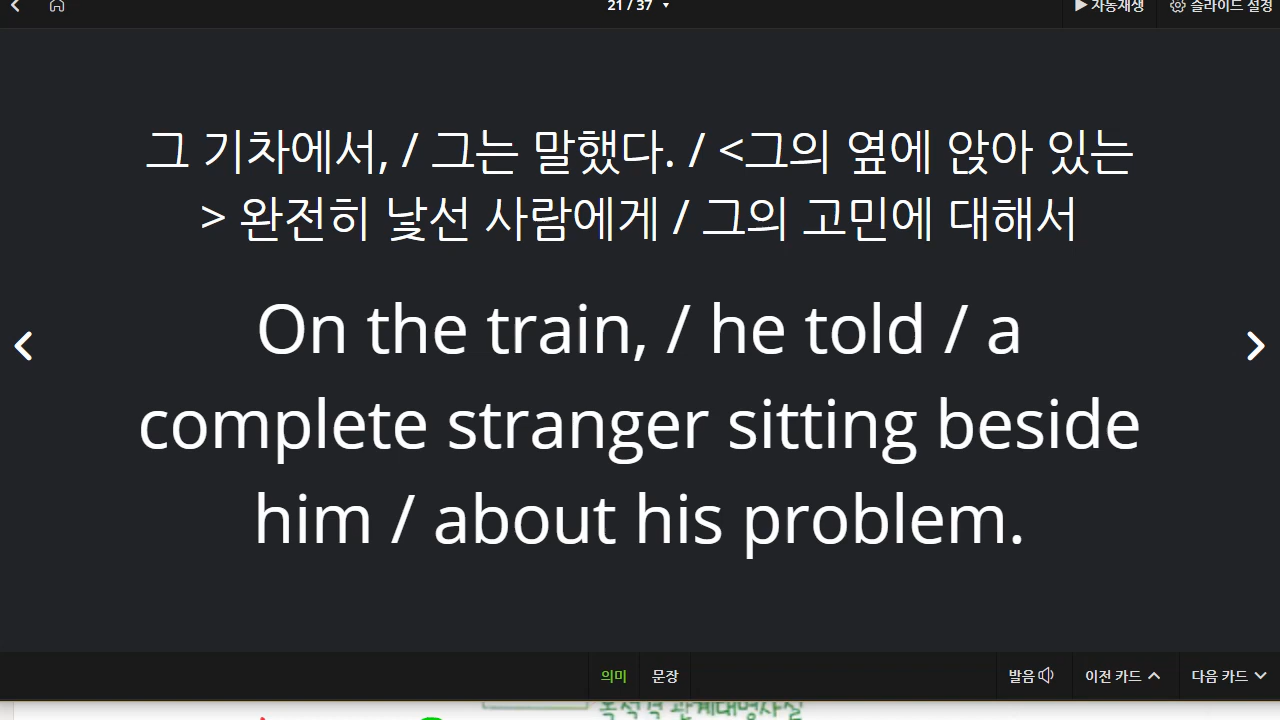 21 / 37
▶ 자동재생
슬라이드 설정
그 기차에서, / 그는 말했다. / <그의 옆에 앉아 있는
> 완전히 낯선 사람에게 / 그의 고민에 대해서
On the train, / he told / a
complete stranger sitting beside
him / about his problem.
의미
문장
발음
이전 카드
다음 카드